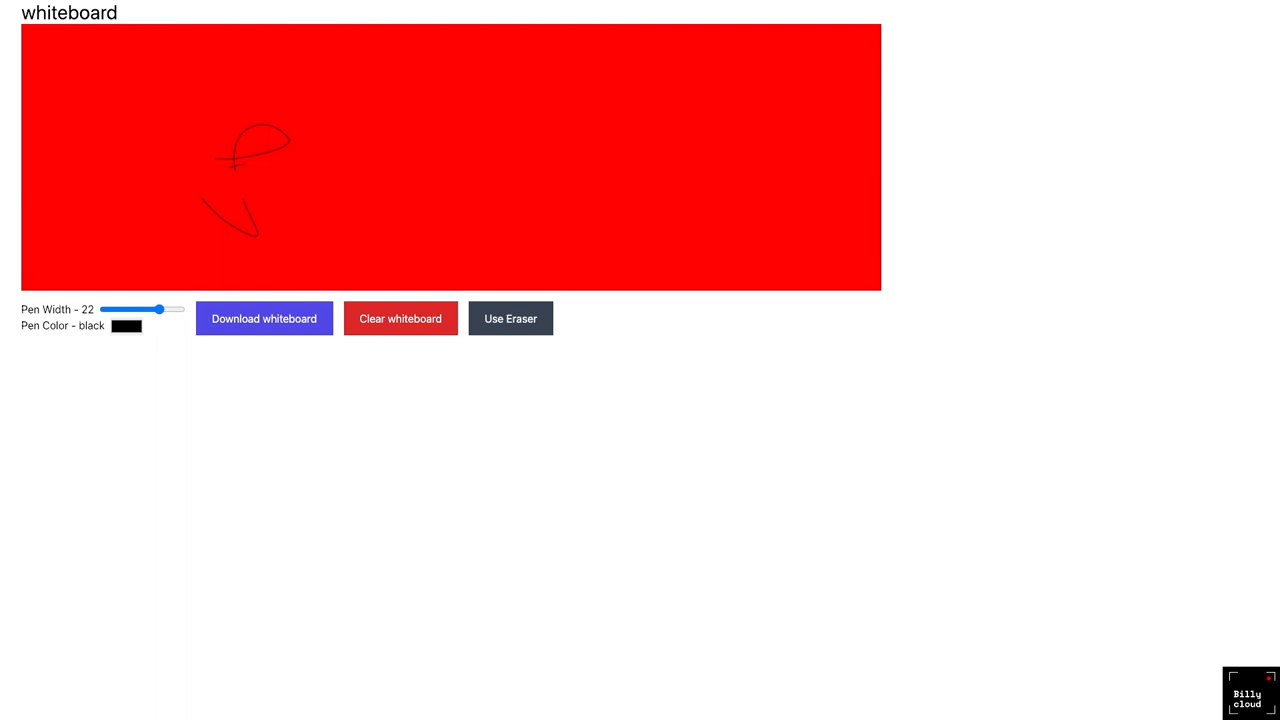 whiteboard
Pen Width - 22
Download whiteboard
Clear whiteboard
Use Eraser
Pen Color - black
Billy
cloud